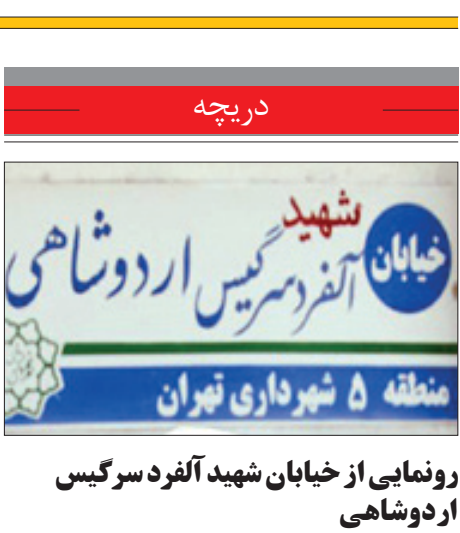 دریچه
خیابان شهید آلفرد سرگیس اردوشاهی
منطقه ۵ شهرداری تهران
رونمایی از خیابان شهید آلفرد سرگیس
اردوشاهی